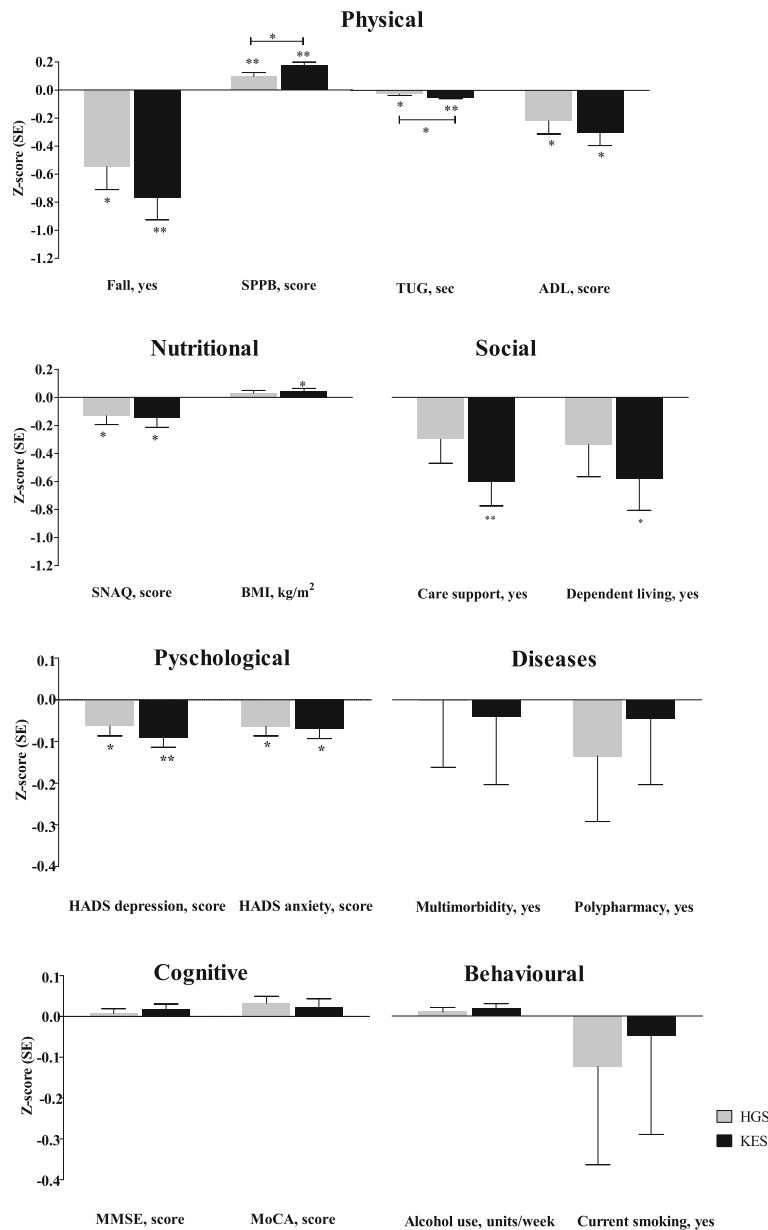 Physical
0.2
0.0
-0.2
-0.4
-0.6
-0.8
-1.0
-1.2
Z-score (SE)
*
**
**
*
**
*
*
**
*
*
*
Fall, yes
SPPB, score
TUG, sec
ADL, score
Nutritional
Social
0.2
0.0
-0.2
-0.4
-0.6
-0.8
-1.0
-1.2
Z-score (SE)
*
*
*
**
*
SNAQ, score
BMI, kg/m²
Care support, yes
Dependent living, yes
Pyschological
Diseases
0.1
0.0
-0.1
-0.2
-0.3
-0.4
Z-score (SE)
*
**
*
*
HADS depression, score
HADS anxiety, score
Multimorbidity, yes
Polypharmacy, yes
Cognitive
Behavioural
0.1
0.0
-0.1
-0.2
-0.3
-0.4
Z-score (SE)
HGS
KES
MMSE, score
MoCA, score
Alcohol use, units/week
Current smoking, yes